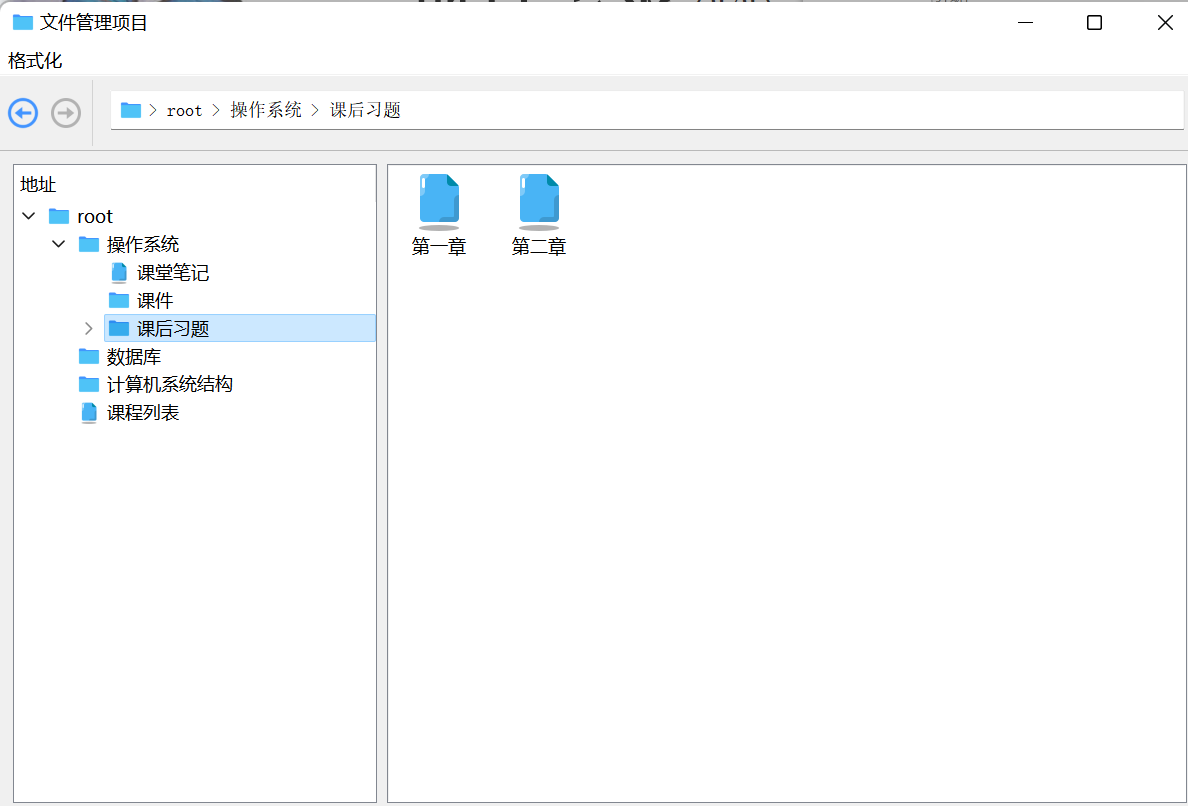 文件管理项目
格式化
root 操作系统 课后习题
地址
root
操作系统
课堂笔记
课件
课后习题
数据库
计算机系统结构
课程列表
第一章 第二章